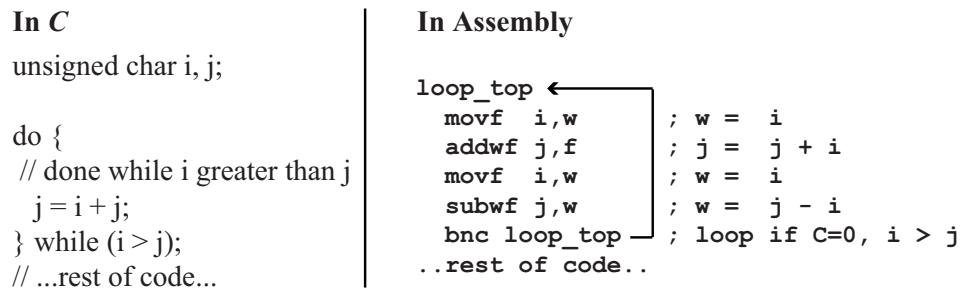 In C
unsigned char i, j;
do {
// done while i greater than j
j = i + j;
} while (i > j);
// ...rest of code...
In Assembly
loop_top
movf i,w ; w = i
addwf j,f ; j = j + i
movf i,w ; w = i
subwf j,w ; w = j - i
bnc loop_top ; loop if C=0, i > j
..rest of code..